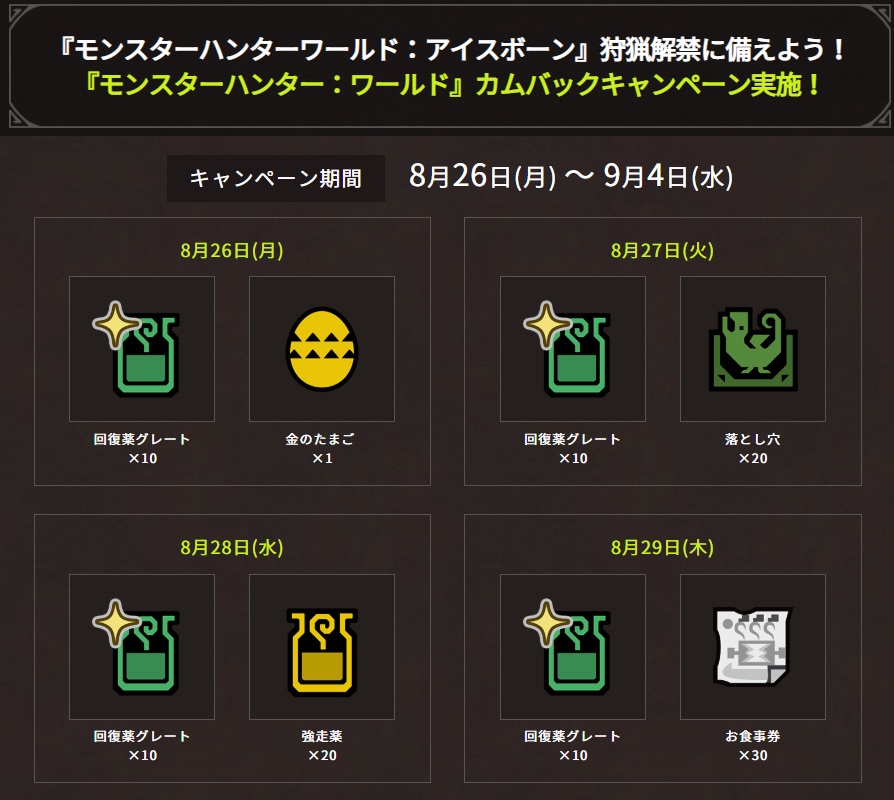 『モンスターハンターワールド：アイスボーン』狩猟解禁に備えよう！
『モンスターハンター：ワールド』カムバックキャンペーン実施！
キャンペーン期間
8月26日(月) ～ 9月4日(水)
8月26日(月)
回復薬グレート
×10
金のたまご
×1
8月27日(火)
回復薬グレート
×10
落とし穴
×20
8月28日(水)
回復薬グレート
×10
強走薬
×20
8月29日(木)
回復薬グレート
×10
お食事券
×30